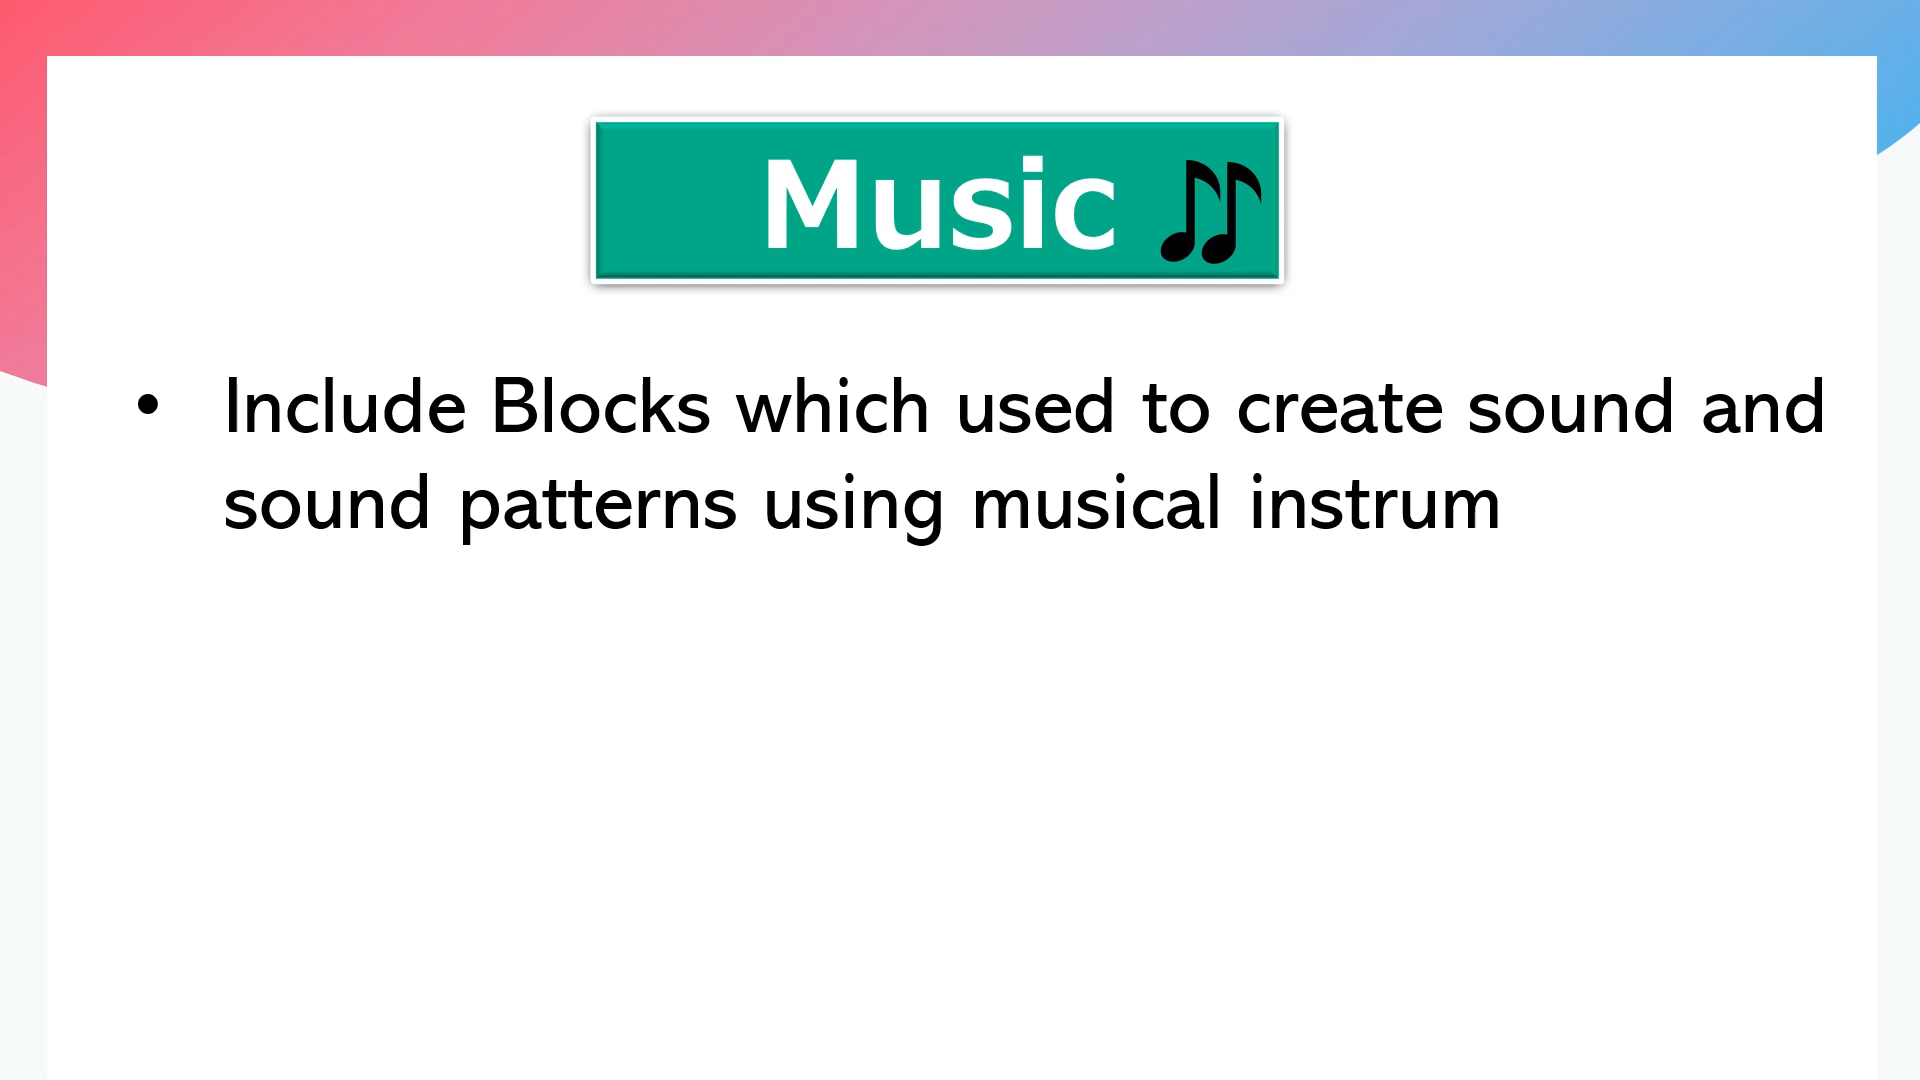 Music
• Include Blocks which used to create sound and
sound patterns using musical instrum